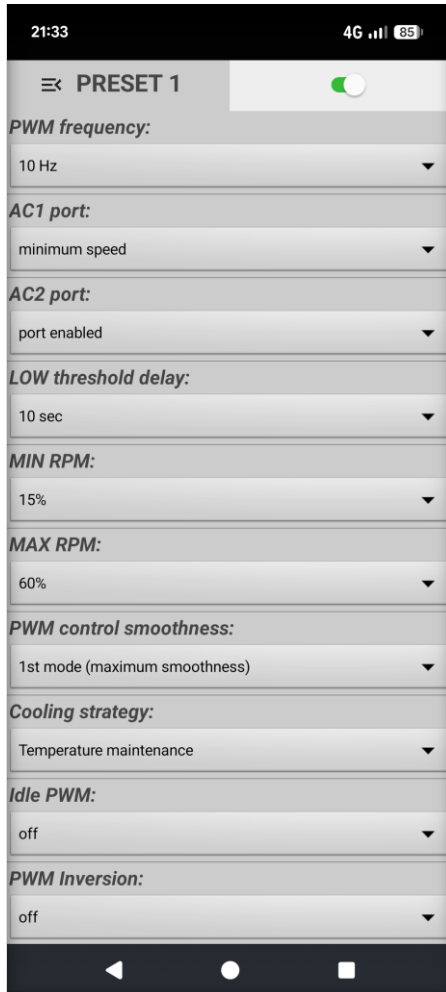 21:33
4G 85
PRESET 1
PWM frequency:
10 Hz
AC1 port:
minimum speed
AC2 port:
port enabled
LOW threshold delay:
10 sec
MIN RPM:
15%
MAX RPM:
60%
PWM control smoothness:
1st mode (maximum smoothness)
Cooling strategy:
Temperature maintenance
Idle PWM:
off
PWM Inversion:
off